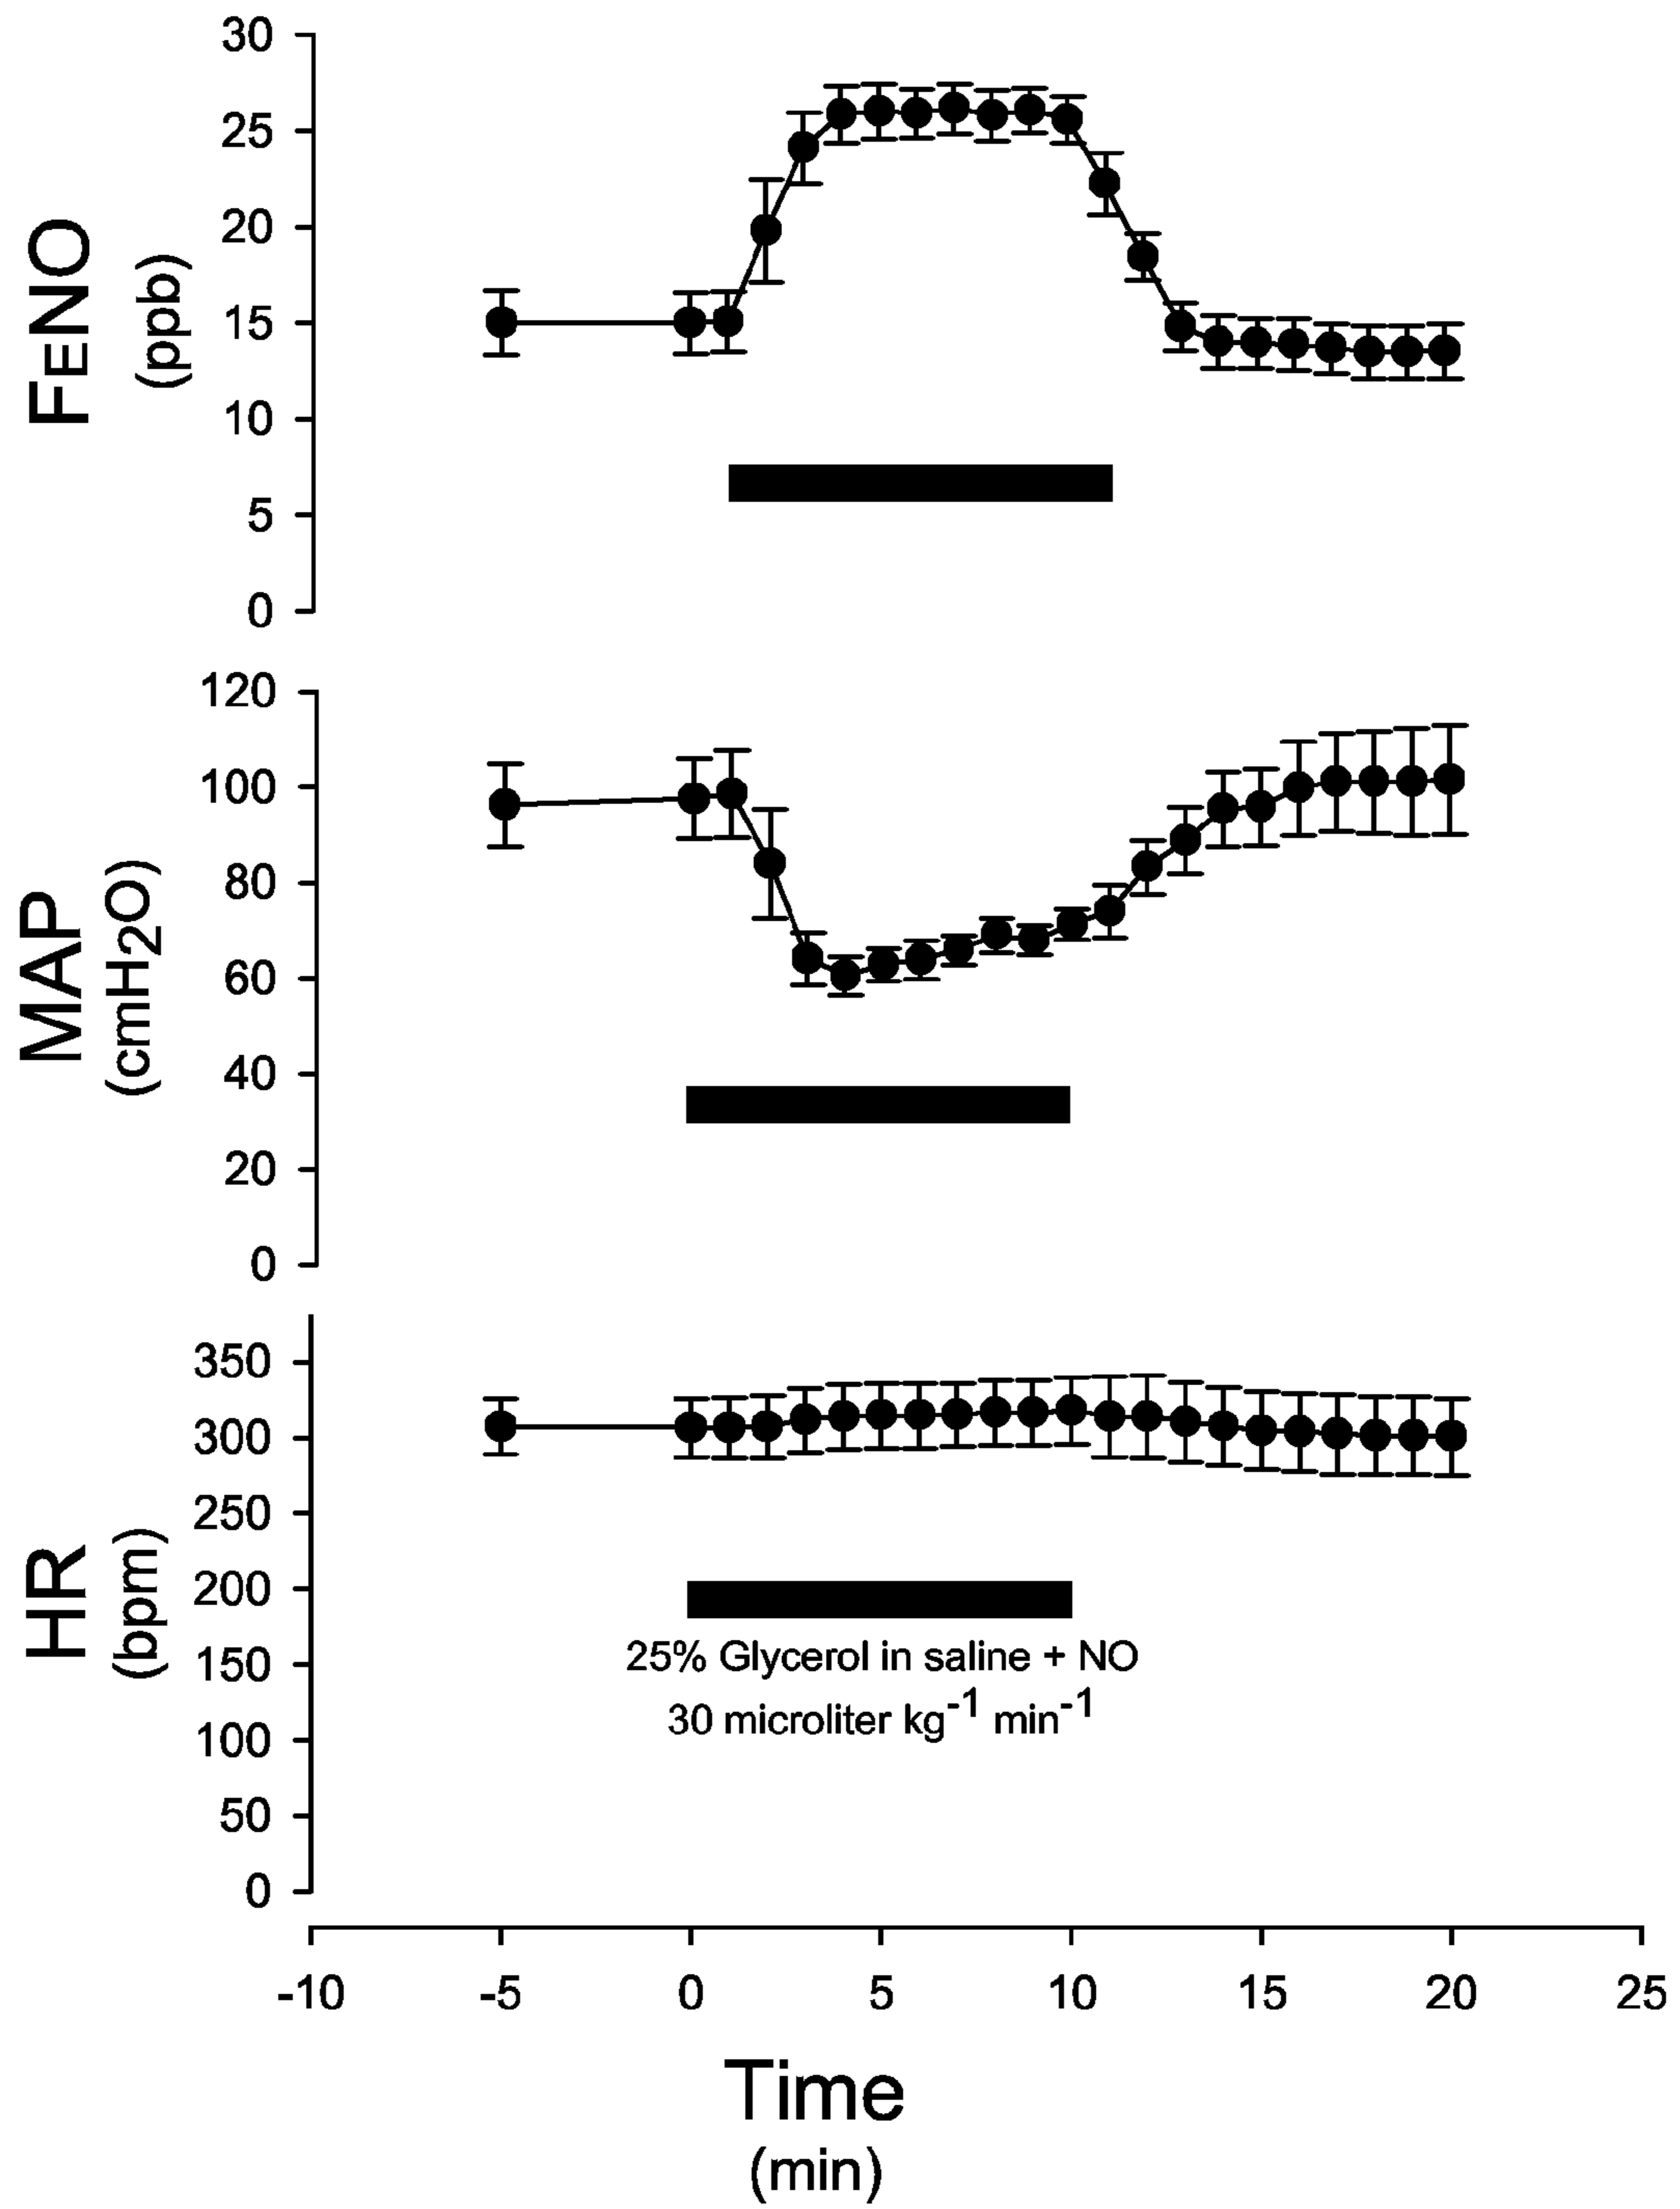 FENO
(ppb)
30
25
20
15
10
5
0
MAP
(cmH2O)
120
100
80
60
40
20
0
HR
(bpm)
350
300
250
200
150
100
50
0
25% Glycerol in saline + NO
30 microliter kg-1 min-1
-10 -5 0 5 10 15 20 25
Time
(min)